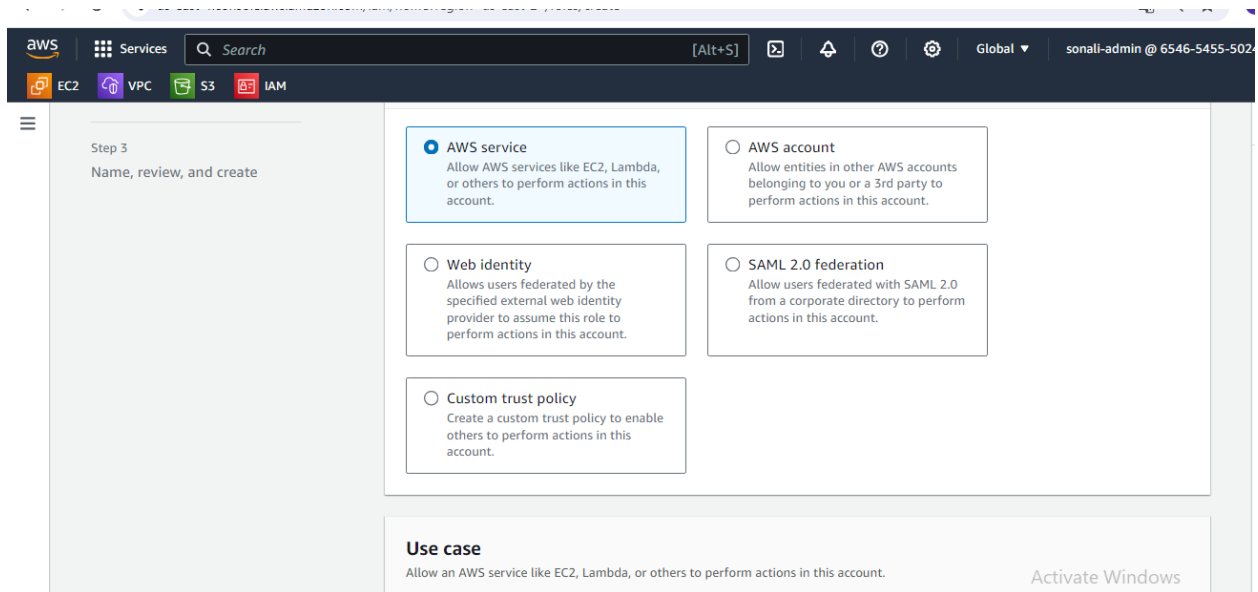 aws
Services
Search
[Alt+S]
Global ▼
sonali-admin @ 6546-5455-5024
EC2
VPC
S3
IAM
Step 3
Name, review, and create
AWS service
Allow AWS services like EC2, Lambda,
or others to perform actions in this
account.
AWS account
Allow entities in other AWS accounts
belonging to you or a 3rd party to
perform actions in this account.
Web identity
Allows users federated by the
specified external web identity
provider to assume this role to
perform actions in this account.
SAML 2.0 federation
Allow users federated with SAML 2.0
from a corporate directory to perform
actions in this account.
Custom trust policy
Create a custom trust policy to enable
others to perform actions in this
account.
Use case
Allow an AWS service like EC2, Lambda, or others to perform actions in this account.
Activate Windows